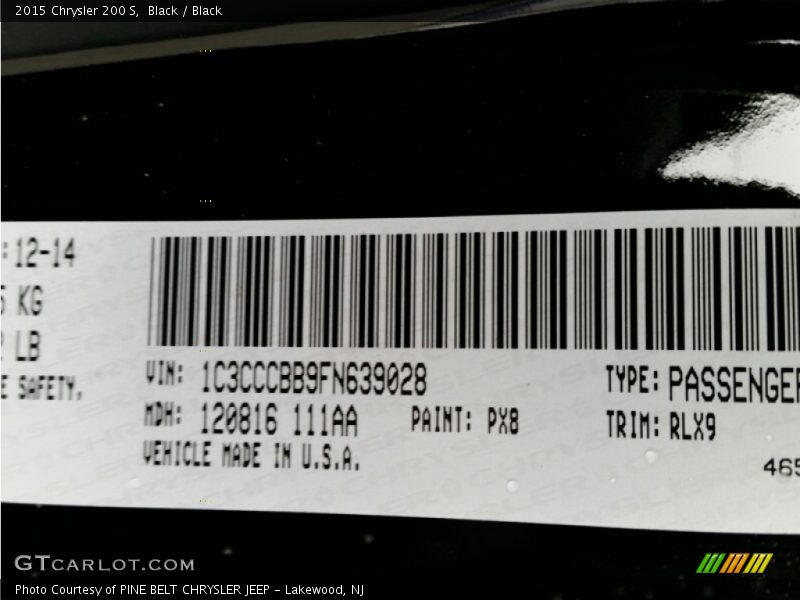 2015 Chrysler 200 S, Black / Black
: 12-14
KG
LB
E SAFETY,
VIN: 1C3CCCBB9FN639028
TYPE: PASSENGER
MDH: 120816 111AA
PAINT: PX8
TRIM: RLX9
VEHICLE MADE IN U.S.A.
465
GTCARLOT.COM
Photo Courtesy of PINE BELT CHRYSLER JEEP - Lakewood, NJ